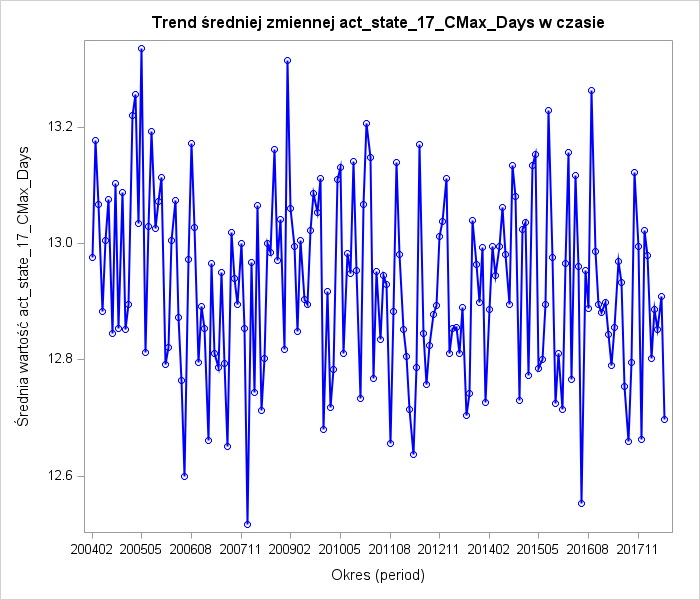 Trend średniej zmiennej act_state_17_CMax_Days w czasie
Średnia wartość act_state_17_CMax_Days
13.2
13.0
12.8
12.6
200402 200505 200608 200711 200902 201005 201108 201211 201402 201505 201608 201711
Okres (period)